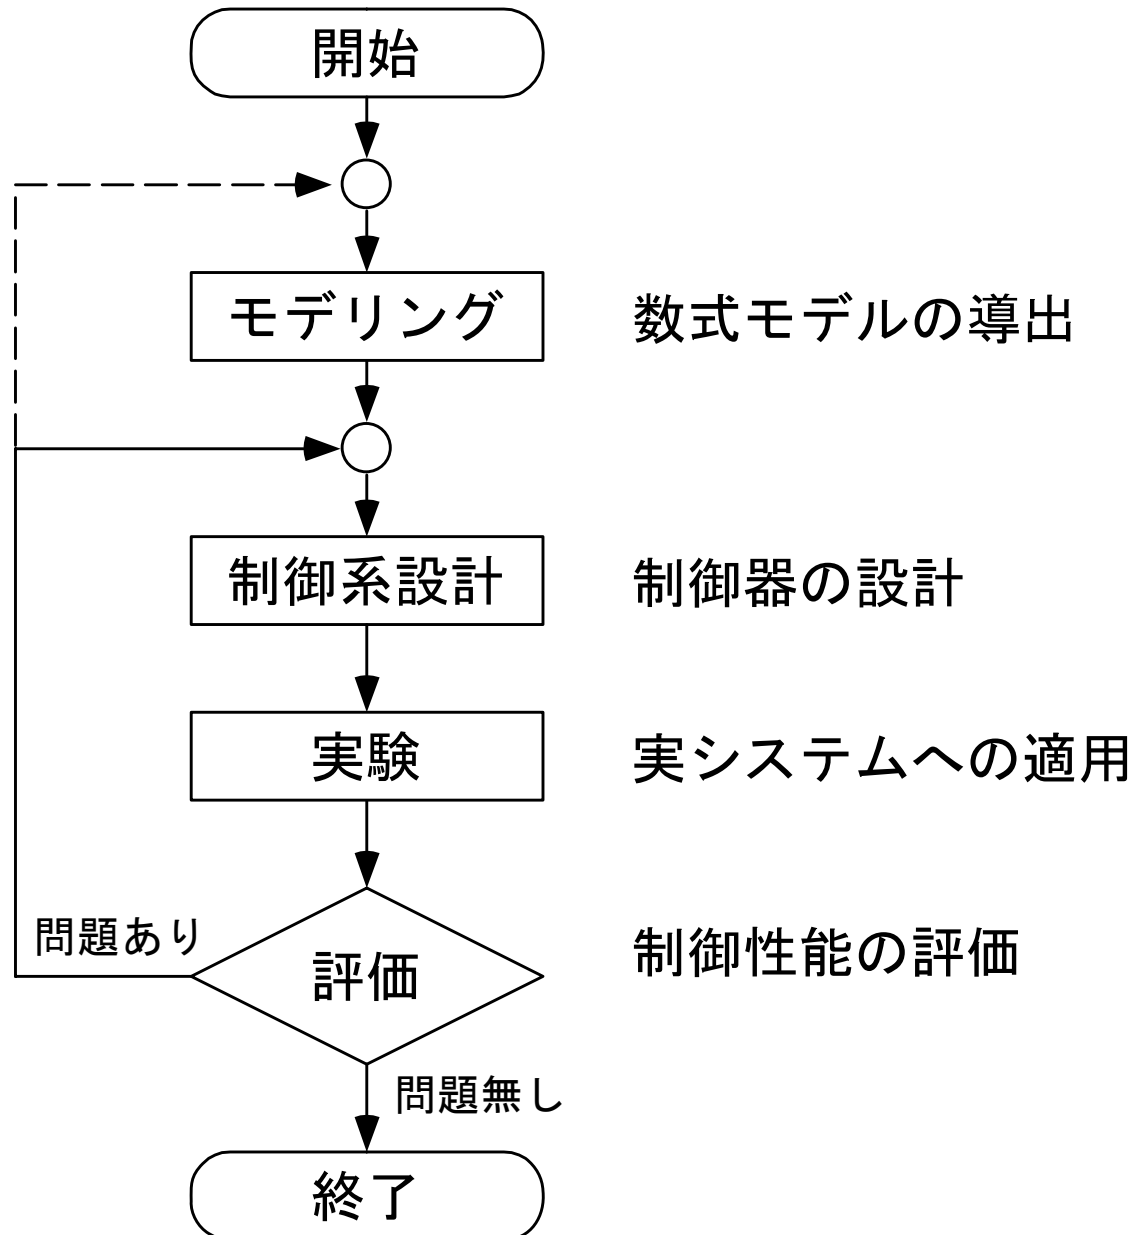 開始
モデリング
数式モデルの導出
制御系設計
制御器の設計
実験
実システムへの適用
問題あり
評価
制御性能の評価
問題無し
終了